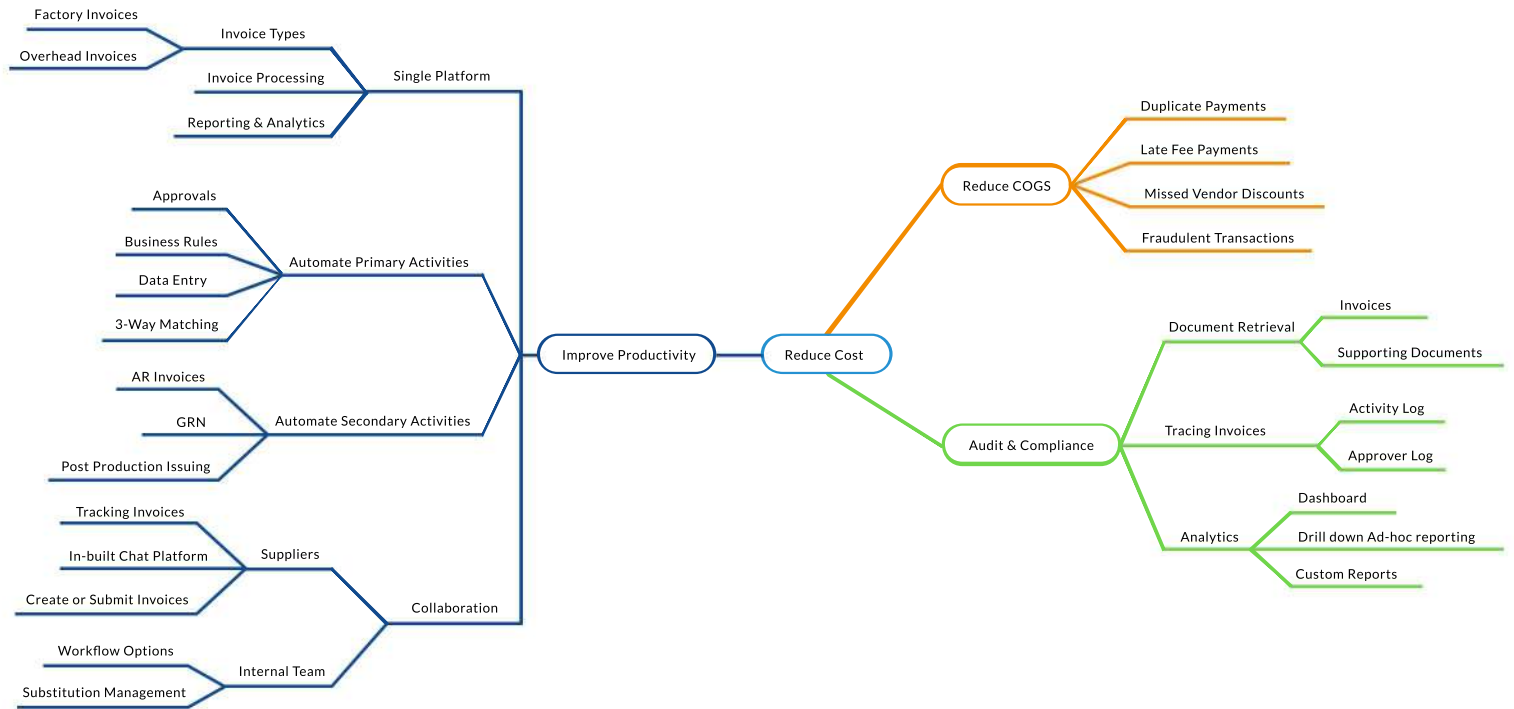 Factory Invoices
Overhead Invoices
Invoice Types
Invoice Processing
Reporting & Analytics
Single Platform
Approvals
Business Rules
Data Entry
3-Way Matching
Automate Primary Activities
AR Invoices
GRN
Post Production Issuing
Automate Secondary Activities
Tracking Invoices
In-built Chat Platform
Create or Submit Invoices
Suppliers
Workflow Options
Substitution Management
Internal Team
Collaboration
Improve Productivity
Reduce Cost
Reduce COGS
Duplicate Payments
Late Fee Payments
Missed Vendor Discounts
Fraudulent Transactions
Audit & Compliance
Document Retrieval
Invoices
Supporting Documents
Tracing Invoices
Activity Log
Approver Log
Analytics
Dashboard
Drill down Ad-hoc reporting
Custom Reports